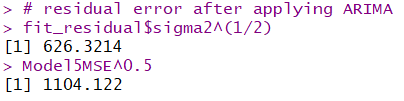 > # residual error after applying ARIMA
> fit_residual$sigma2^(1/2)
[1] 626.3214
> Model5MSE^0.5
[1] 1104.122